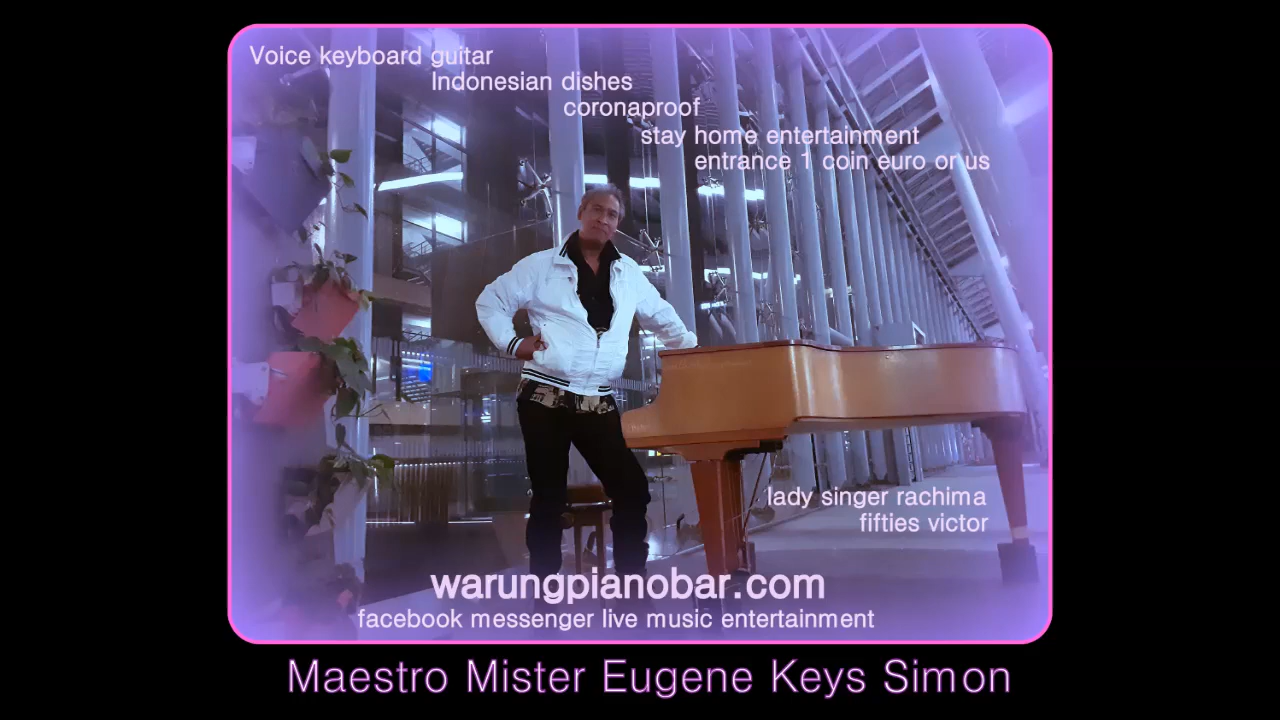 Voice keyboard guitar
Indonesian dishes
coronaproof
stay home entertainment
entrance 1 coin euro or us
lady singer rachima
fifties victor
warungpianobar.com
facebook messenger live music entertainment
Maestro Mister Eugene Keys Simon